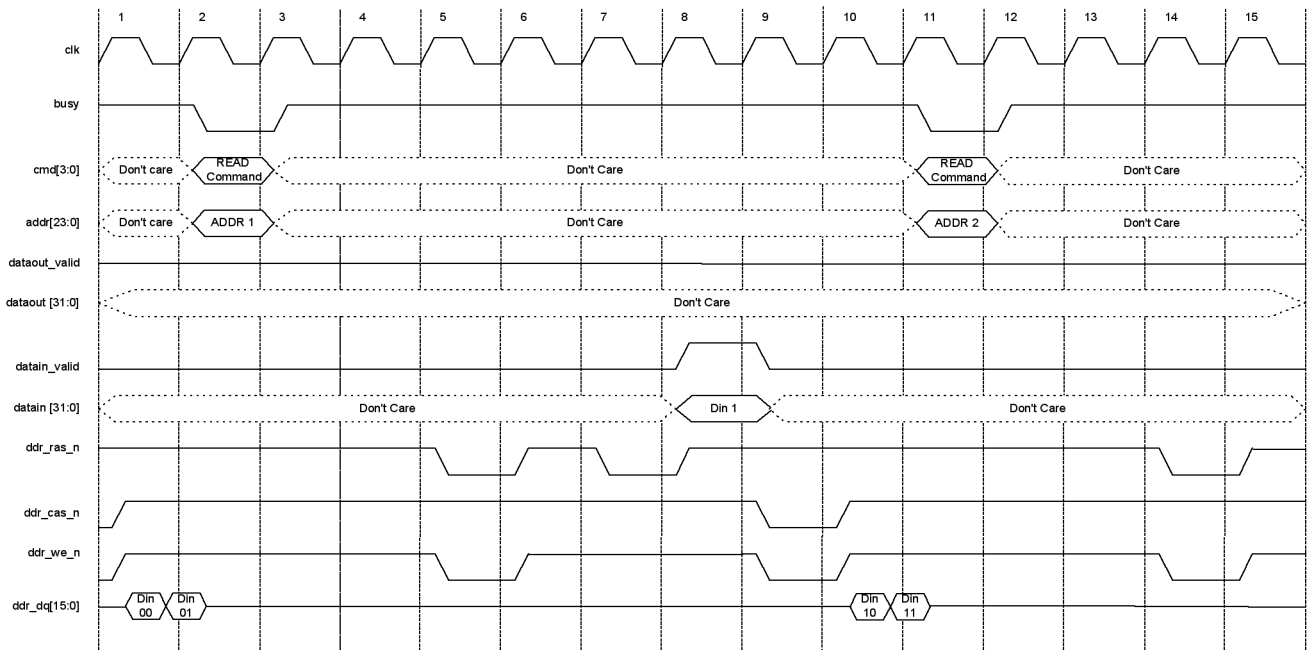 1 2 3 4 5 6 7 8 9 10 11 12 13 14 15
clk
busy
cmd[3:0] Don't care READ Don't Care READ Don't Care
Command Command
addr[23:0] Don't care ADDR 1 Don't Care ADDR 2 Don't Care
dataout_valid
dataout [31:0] Don't Care
datain_valid
datain [31:0] Don't Care Din 1 Don't Care
ddr_ras_n
ddr_cas_n
ddr_we_n
ddr_dq[15:0] Din Din Din Din
00 01 10 11